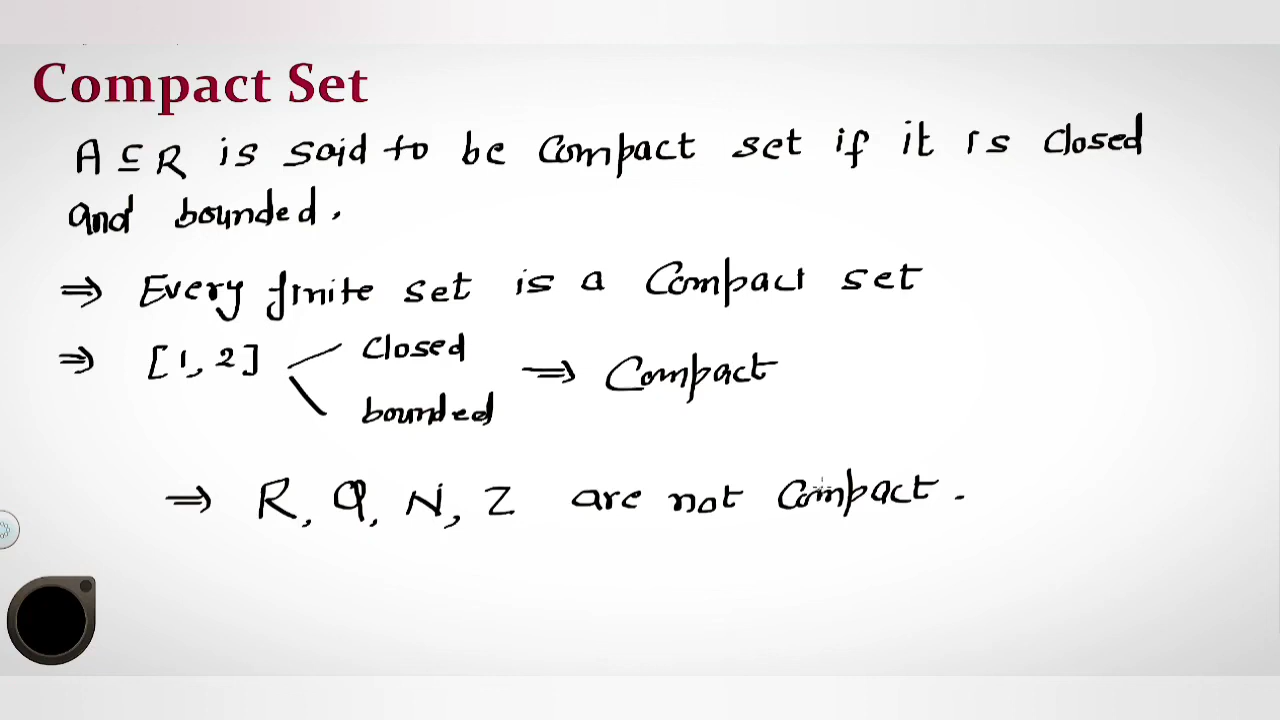 Compact Set
A ⊆ R is said to be compact set if it is closed
and bounded.
⇒ Every finite set is a compact set
⇒ [1, 2] closed bounded ⇒ Compact
⇒ R, Q, N, Z are not compact.